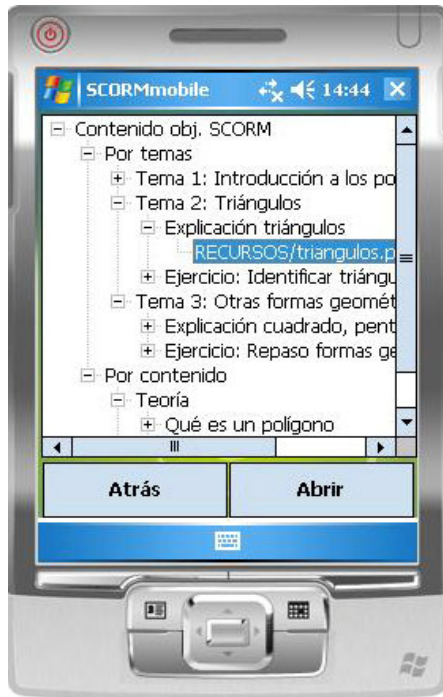 SCORMmobile 14:44
Contenido obj. SCORM
Por temas
Tema 1: Introducción a los po
Tema 2: Triángulos
Explicación triángulos
RECURSOS/triangulos.p
Ejercicio: Identificar triángu
Tema 3: Otras formas geomét
Explicación cuadrado, pent
Ejercicio: Repaso formas ge
Por contenido
Teoría
Qué es un polígono
Atrás Abrir